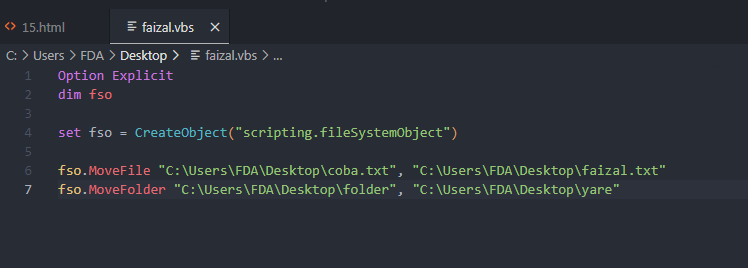 15.html faizal.vbs
C: > Users > FDA > Desktop > faizal.vbs > ...
1 Option Explicit
2 dim fso
3
4 set fso = CreateObject("scripting.fileSystemObject")
5
6 fso.MoveFile "C:\Users\FDA\Desktop\coba.txt", "C:\Users\FDA\Desktop\faizal.txt"
7 fso.MoveFolder "C:\Users\FDA\Desktop\folder", "C:\Users\FDA\Desktop\yare"